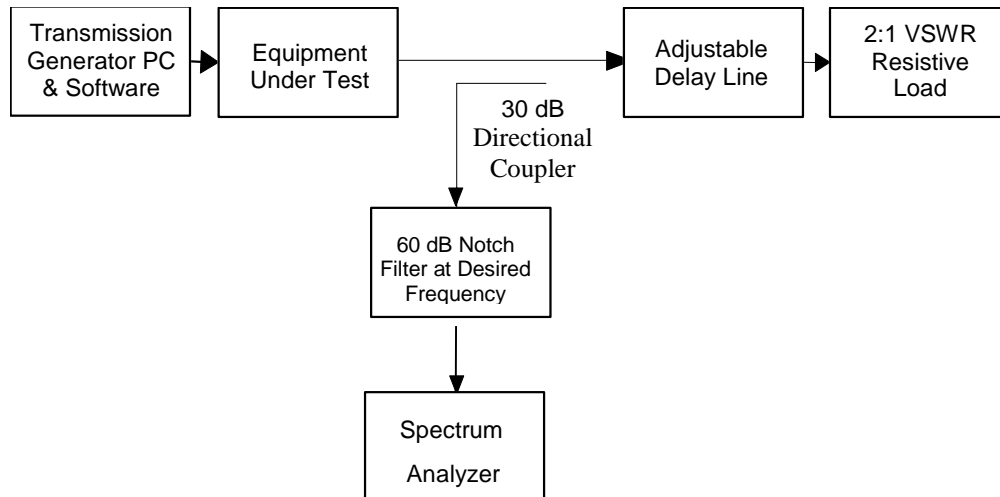 Transmission
Generator PC
& Software
Equipment
Under Test
Adjustable
Delay Line
2:1 VSWR
Resistive
Load
30 dB
Directional
Coupler
60 dB Notch
Filter at Desired
Frequency
Spectrum
Analyzer